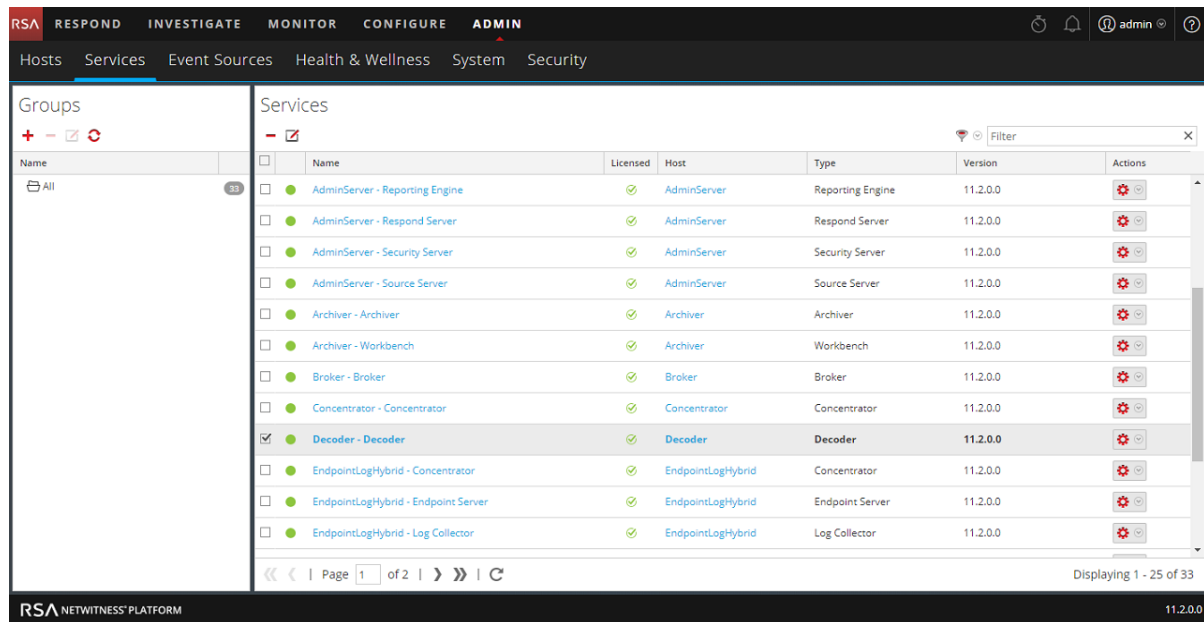 RSA RESPOND INVESTIGATE MONITOR CONFIGURE ADMIN admin
Hosts Services Event Sources Health & Wellness System Security
Groups
Name
All 33
Services
Filter
Name Licensed Host Type Version Actions
AdminServer - Reporting Engine AdminServer Reporting Engine 11.2.0.0
AdminServer - Respond Server AdminServer Respond Server 11.2.0.0
AdminServer - Security Server AdminServer Security Server 11.2.0.0
AdminServer - Source Server AdminServer Source Server 11.2.0.0
Archiver - Archiver Archiver Archiver 11.2.0.0
Archiver - Workbench Archiver Workbench 11.2.0.0
Broker - Broker Broker Broker 11.2.0.0
Concentrator - Concentrator Concentrator Concentrator 11.2.0.0
Decoder - Decoder Decoder Decoder 11.2.0.0
EndpointLogHybrid - Concentrator EndpointLogHybrid Concentrator 11.2.0.0
EndpointLogHybrid - Endpoint Server EndpointLogHybrid Endpoint Server 11.2.0.0
EndpointLogHybrid - Log Collector EndpointLogHybrid Log Collector 11.2.0.0
Page 1 of 2 Displaying 1 - 25 of 33
RSA NETWITNESS® PLATFORM 11.2.0.0